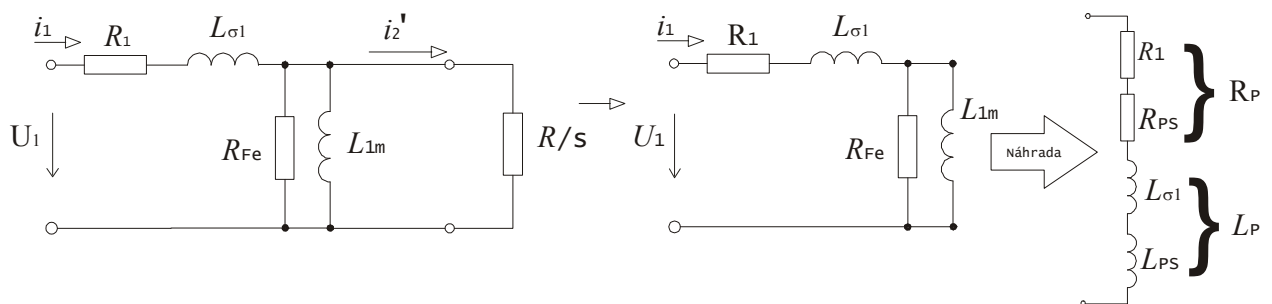 i1
R1
Lσ1
i2'
U1
RFe
L1m
R/s
i1
R1
Lσ1
U1
RFe
L1m
Náhrada
R1
RPS
RP
Lσ1
LPS
LP